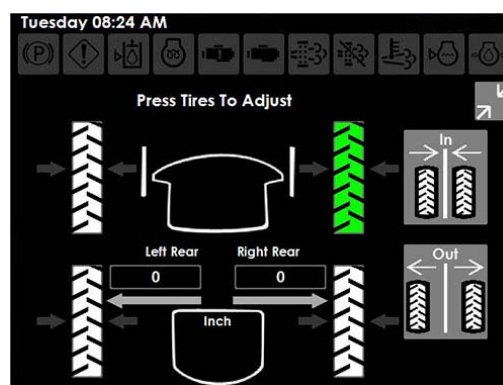 Tuesday 08:24 AM
P
Press Tires To Adjust
In
Left Rear Right Rear
0 0
Out
Inch